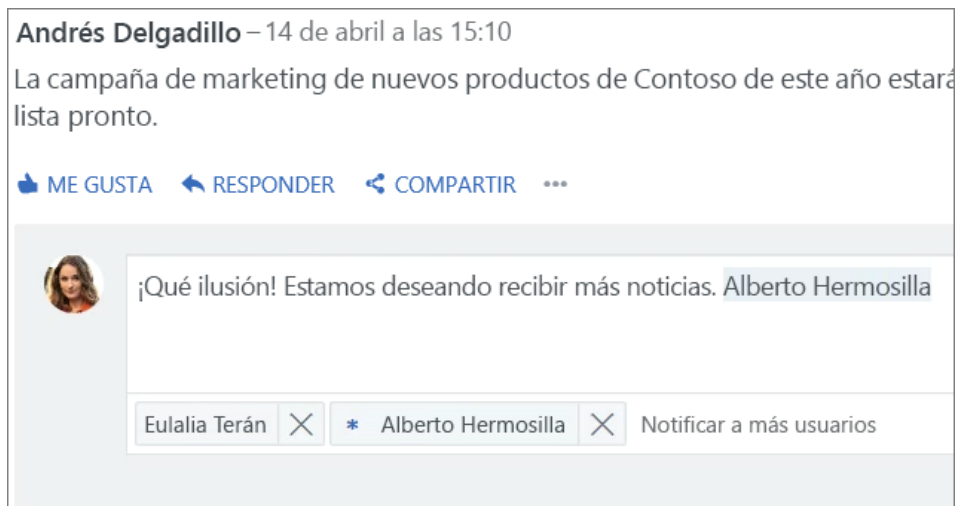 Andrés Delgadillo – 14 de abril a las 15:10
La campaña de marketing de nuevos productos de Contoso de este año estará
lista pronto.
ME GUSTA RESPONDER COMPARTIR ...
¡Qué ilusión! Estamos deseando recibir más noticias. Alberto Hermosilla
Eulalia Terán * Alberto Hermosilla Notificar a más usuarios